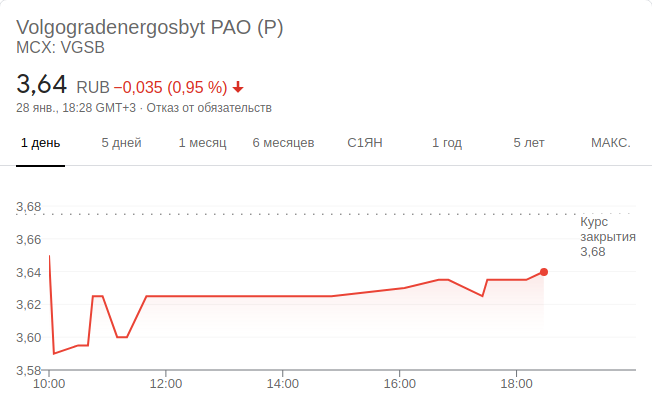 Volgogradenergosbyt PAO (P)
MCX: VGSB
3,64 RUB −0,035 (0,95 %) ↓
28 янв., 18:28 GMT+3 · Отказ от обязательств
1 день 5 дней 1 месяц 6 месяцев С1ЯН 1 год 5 лет МАКС.
3,68
Курс
закрытия
3,68
3,66
3,64
3,62
3,60
3,58
10:00 12:00 14:00 16:00 18:00